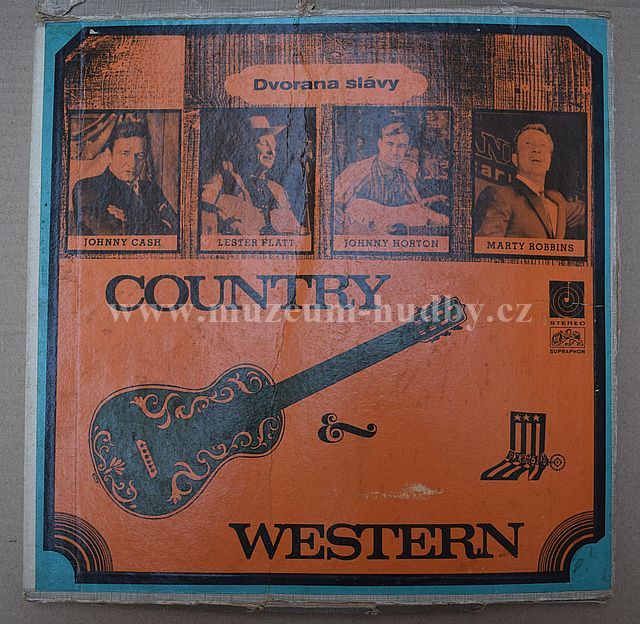 Dvorana slávy
JOHNNY CASH
LESTER FLATT
JOHNNY HORTON
MARTY ROBBINS
COUNTRY
www.muzeum-hudby.cz
STEREO
SUPRAPHON
&
WESTERN